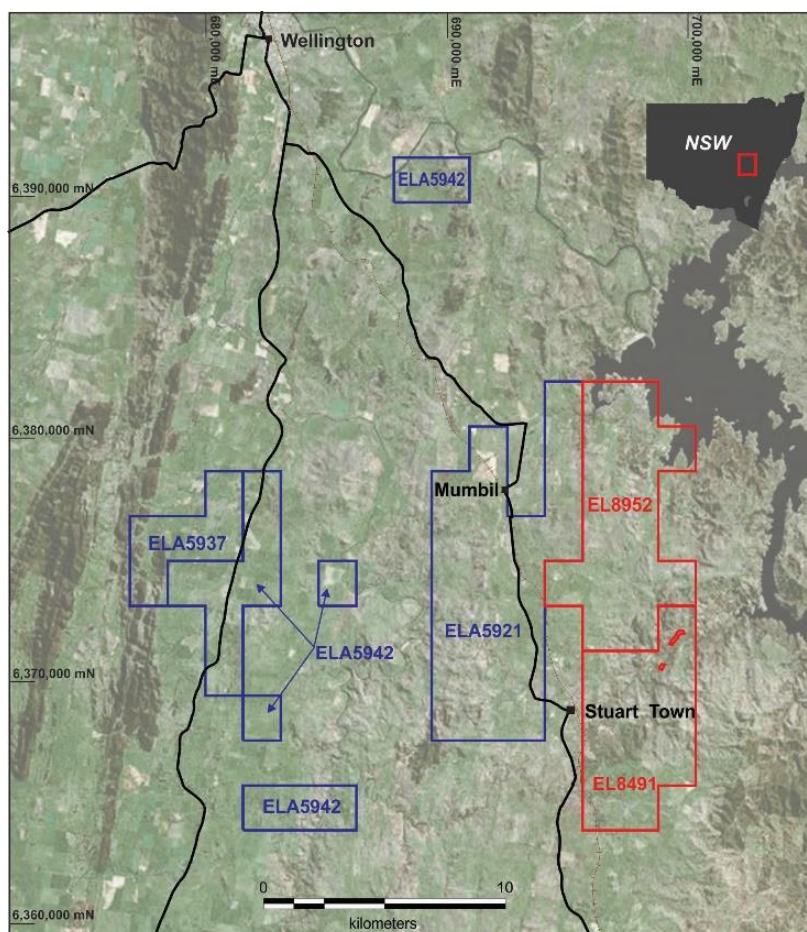 680,000 mE
690,000 mE
700,000 mE
Wellington
NSW
ELA5942
6,390,000 mN
6,380,000 mN
Mumbil
EL8952
ELA5937
ELA5921
ELA5942
6,370,000 mN
Stuart Town
EL8491
ELA5942
0 10
kilometers
6,360,000 mN